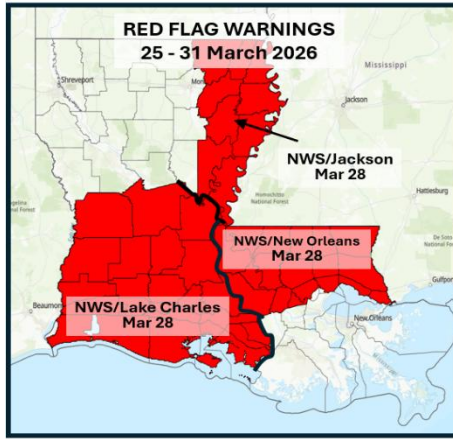 RED FLAG WARNINGS
25 - 31 March 2026
Shreveport
Mississippi
Jackson
NWS/Jackson
Mar 28
Homochitto
National Forest
Hattiesburg
NWS/New Orleans
Mar 28
Gulfport
Beaumont
NWS/Lake Charles
Mar 28
New Orleans